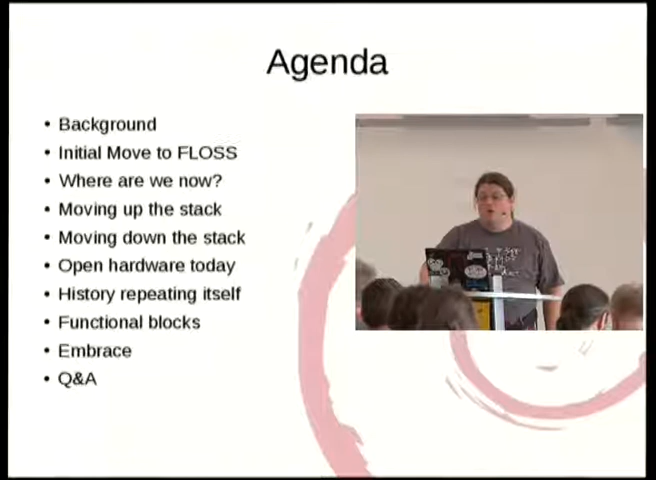 Agenda
• Background
• Initial Move to FLOSS
• Where are we now?
• Moving up the stack
• Moving down the stack
• Open hardware today
• History repeating itself
• Functional blocks
• Embrace
• Q&A